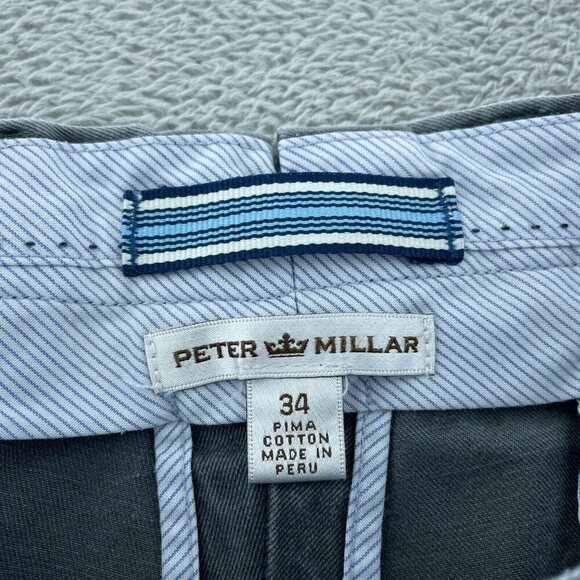 PETER MILLAR
34
PIMA
COTTON
MADE IN
PERU